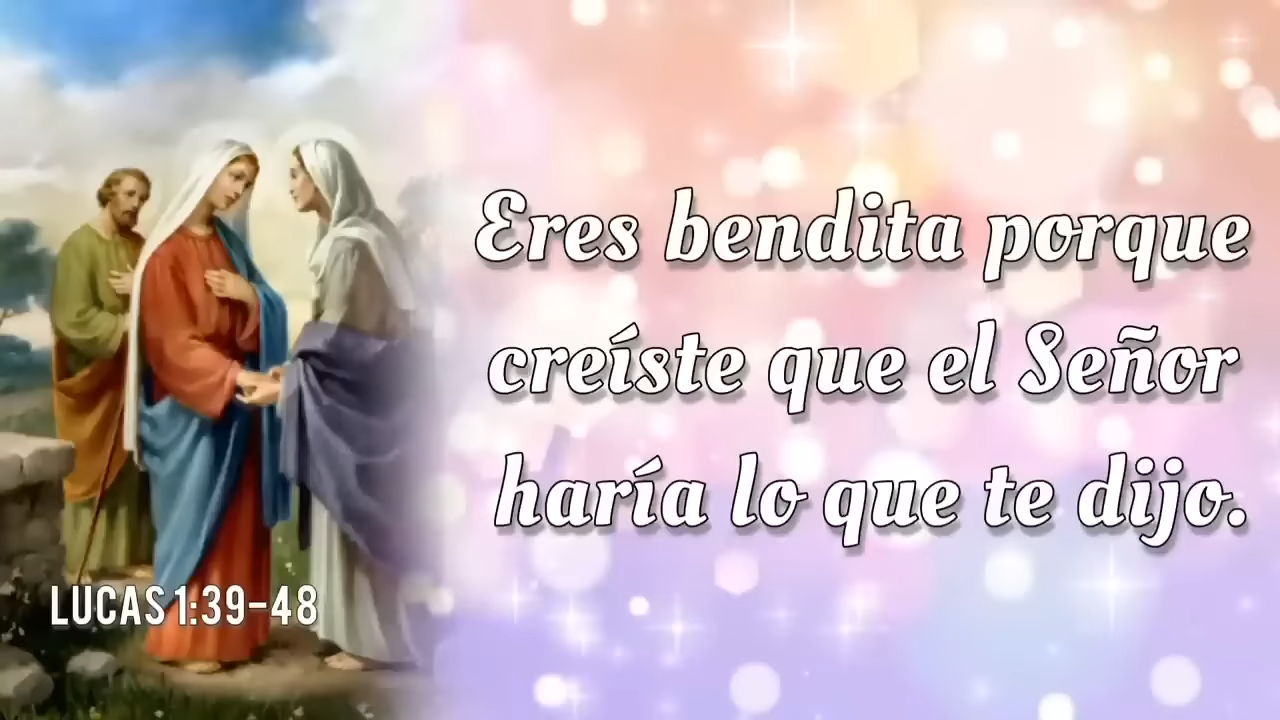 Eres bendita porque
creíste que el Señor
haría lo que te dijo.
LUCAS 1:39-48